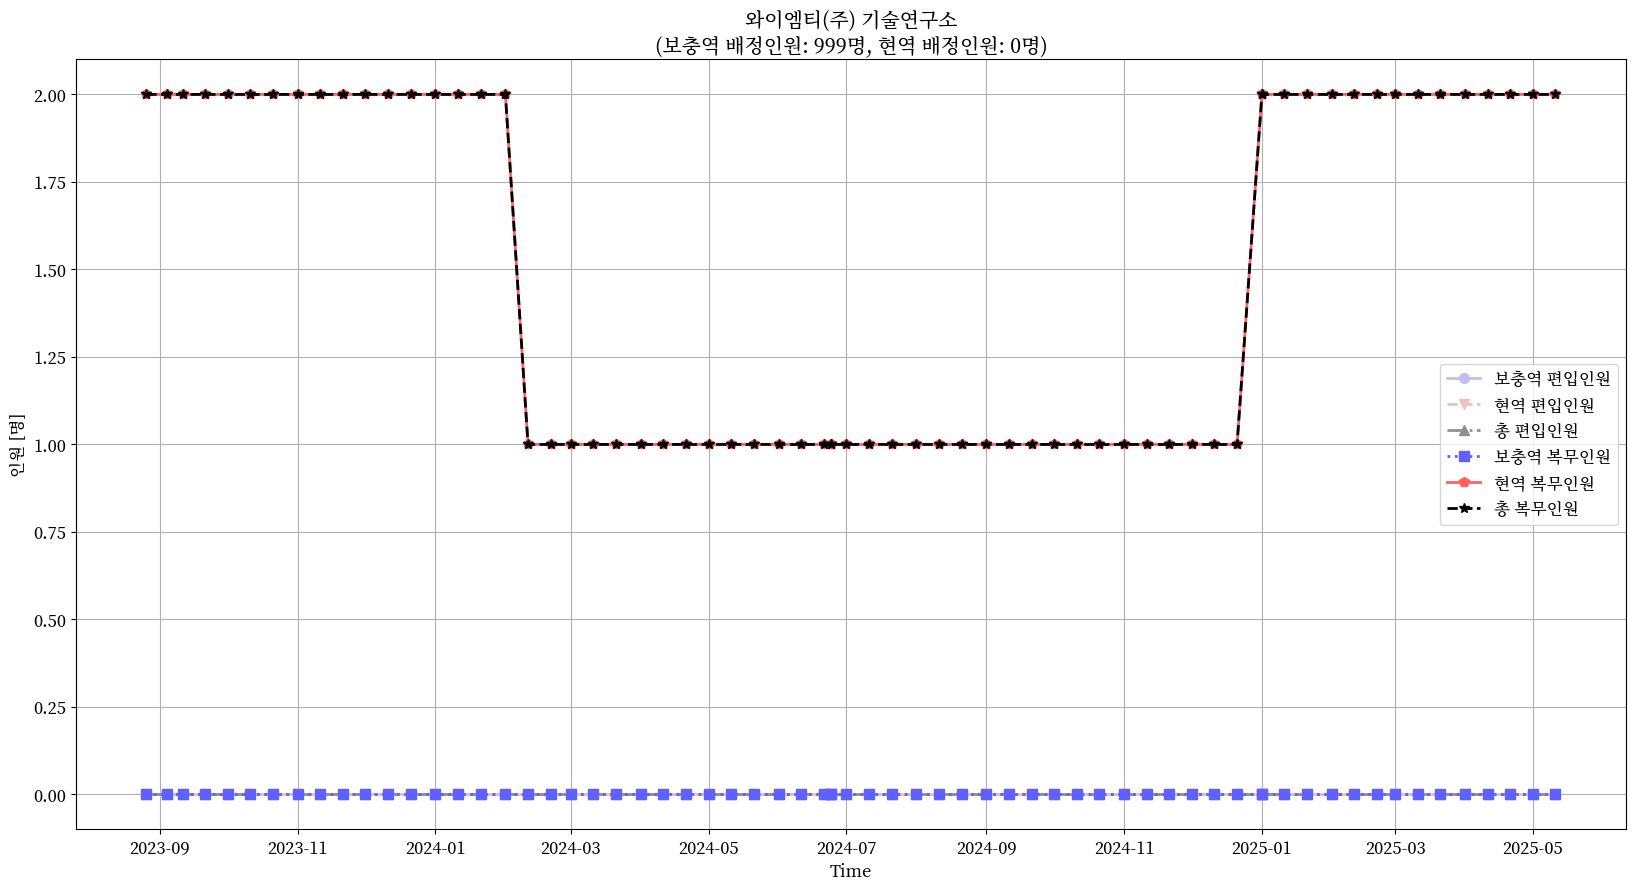 와이엠티(주) 기술연구소
(보충역 배정인원: 999명, 현역 배정인원: 0명)
2.00
1.75
1.50
1.25
1.00
0.75
0.50
0.25
0.00
인원 [명]
보충역 편입인원
현역 편입인원
총 편입인원
보충역 복무인원
현역 복무인원
총 복무인원
2023-09 2023-11 2024-01 2024-03 2024-05 2024-07 2024-09 2024-11 2025-01 2025-03 2025-05
Time